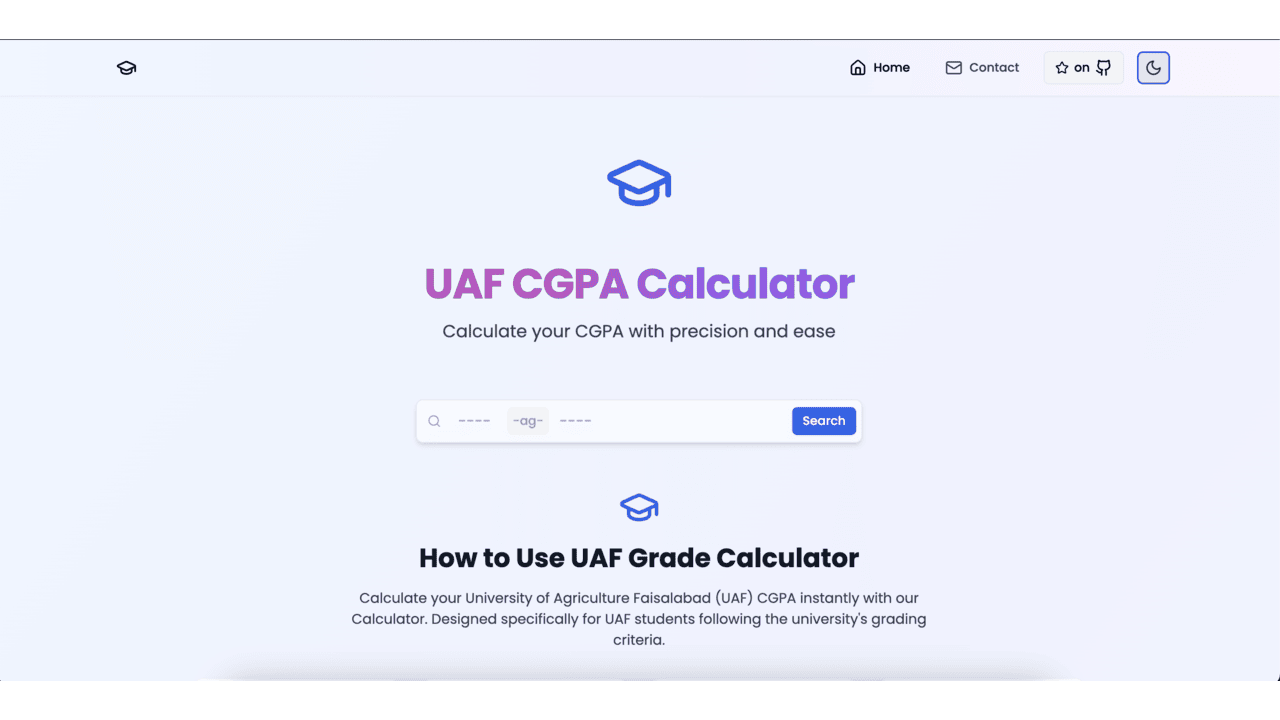 Home
Contact
on
UAF CGPA Calculator
Calculate your CGPA with precision and ease
---- -ag- ----
Search
How to Use UAF Grade Calculator
Calculate your University of Agriculture Faisalabad (UAF) CGPA instantly with our
Calculator. Designed specifically for UAF students following the university's grading
criteria.